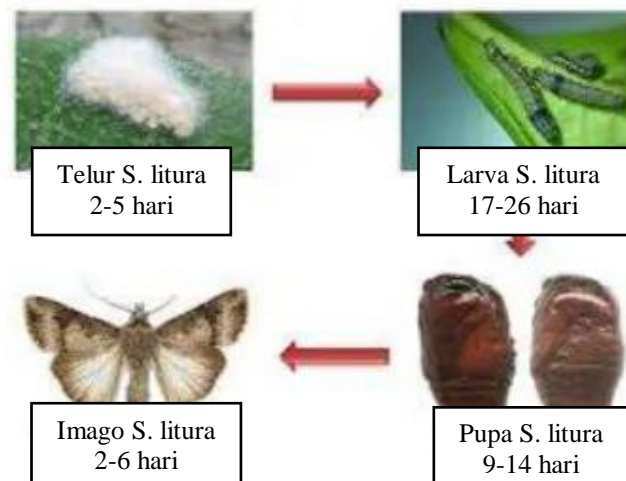 Telur S. litura
2-5 hari
Larva S. litura
17-26 hari
Imago S. litura
2-6 hari
Pupa S. litura
9-14 hari